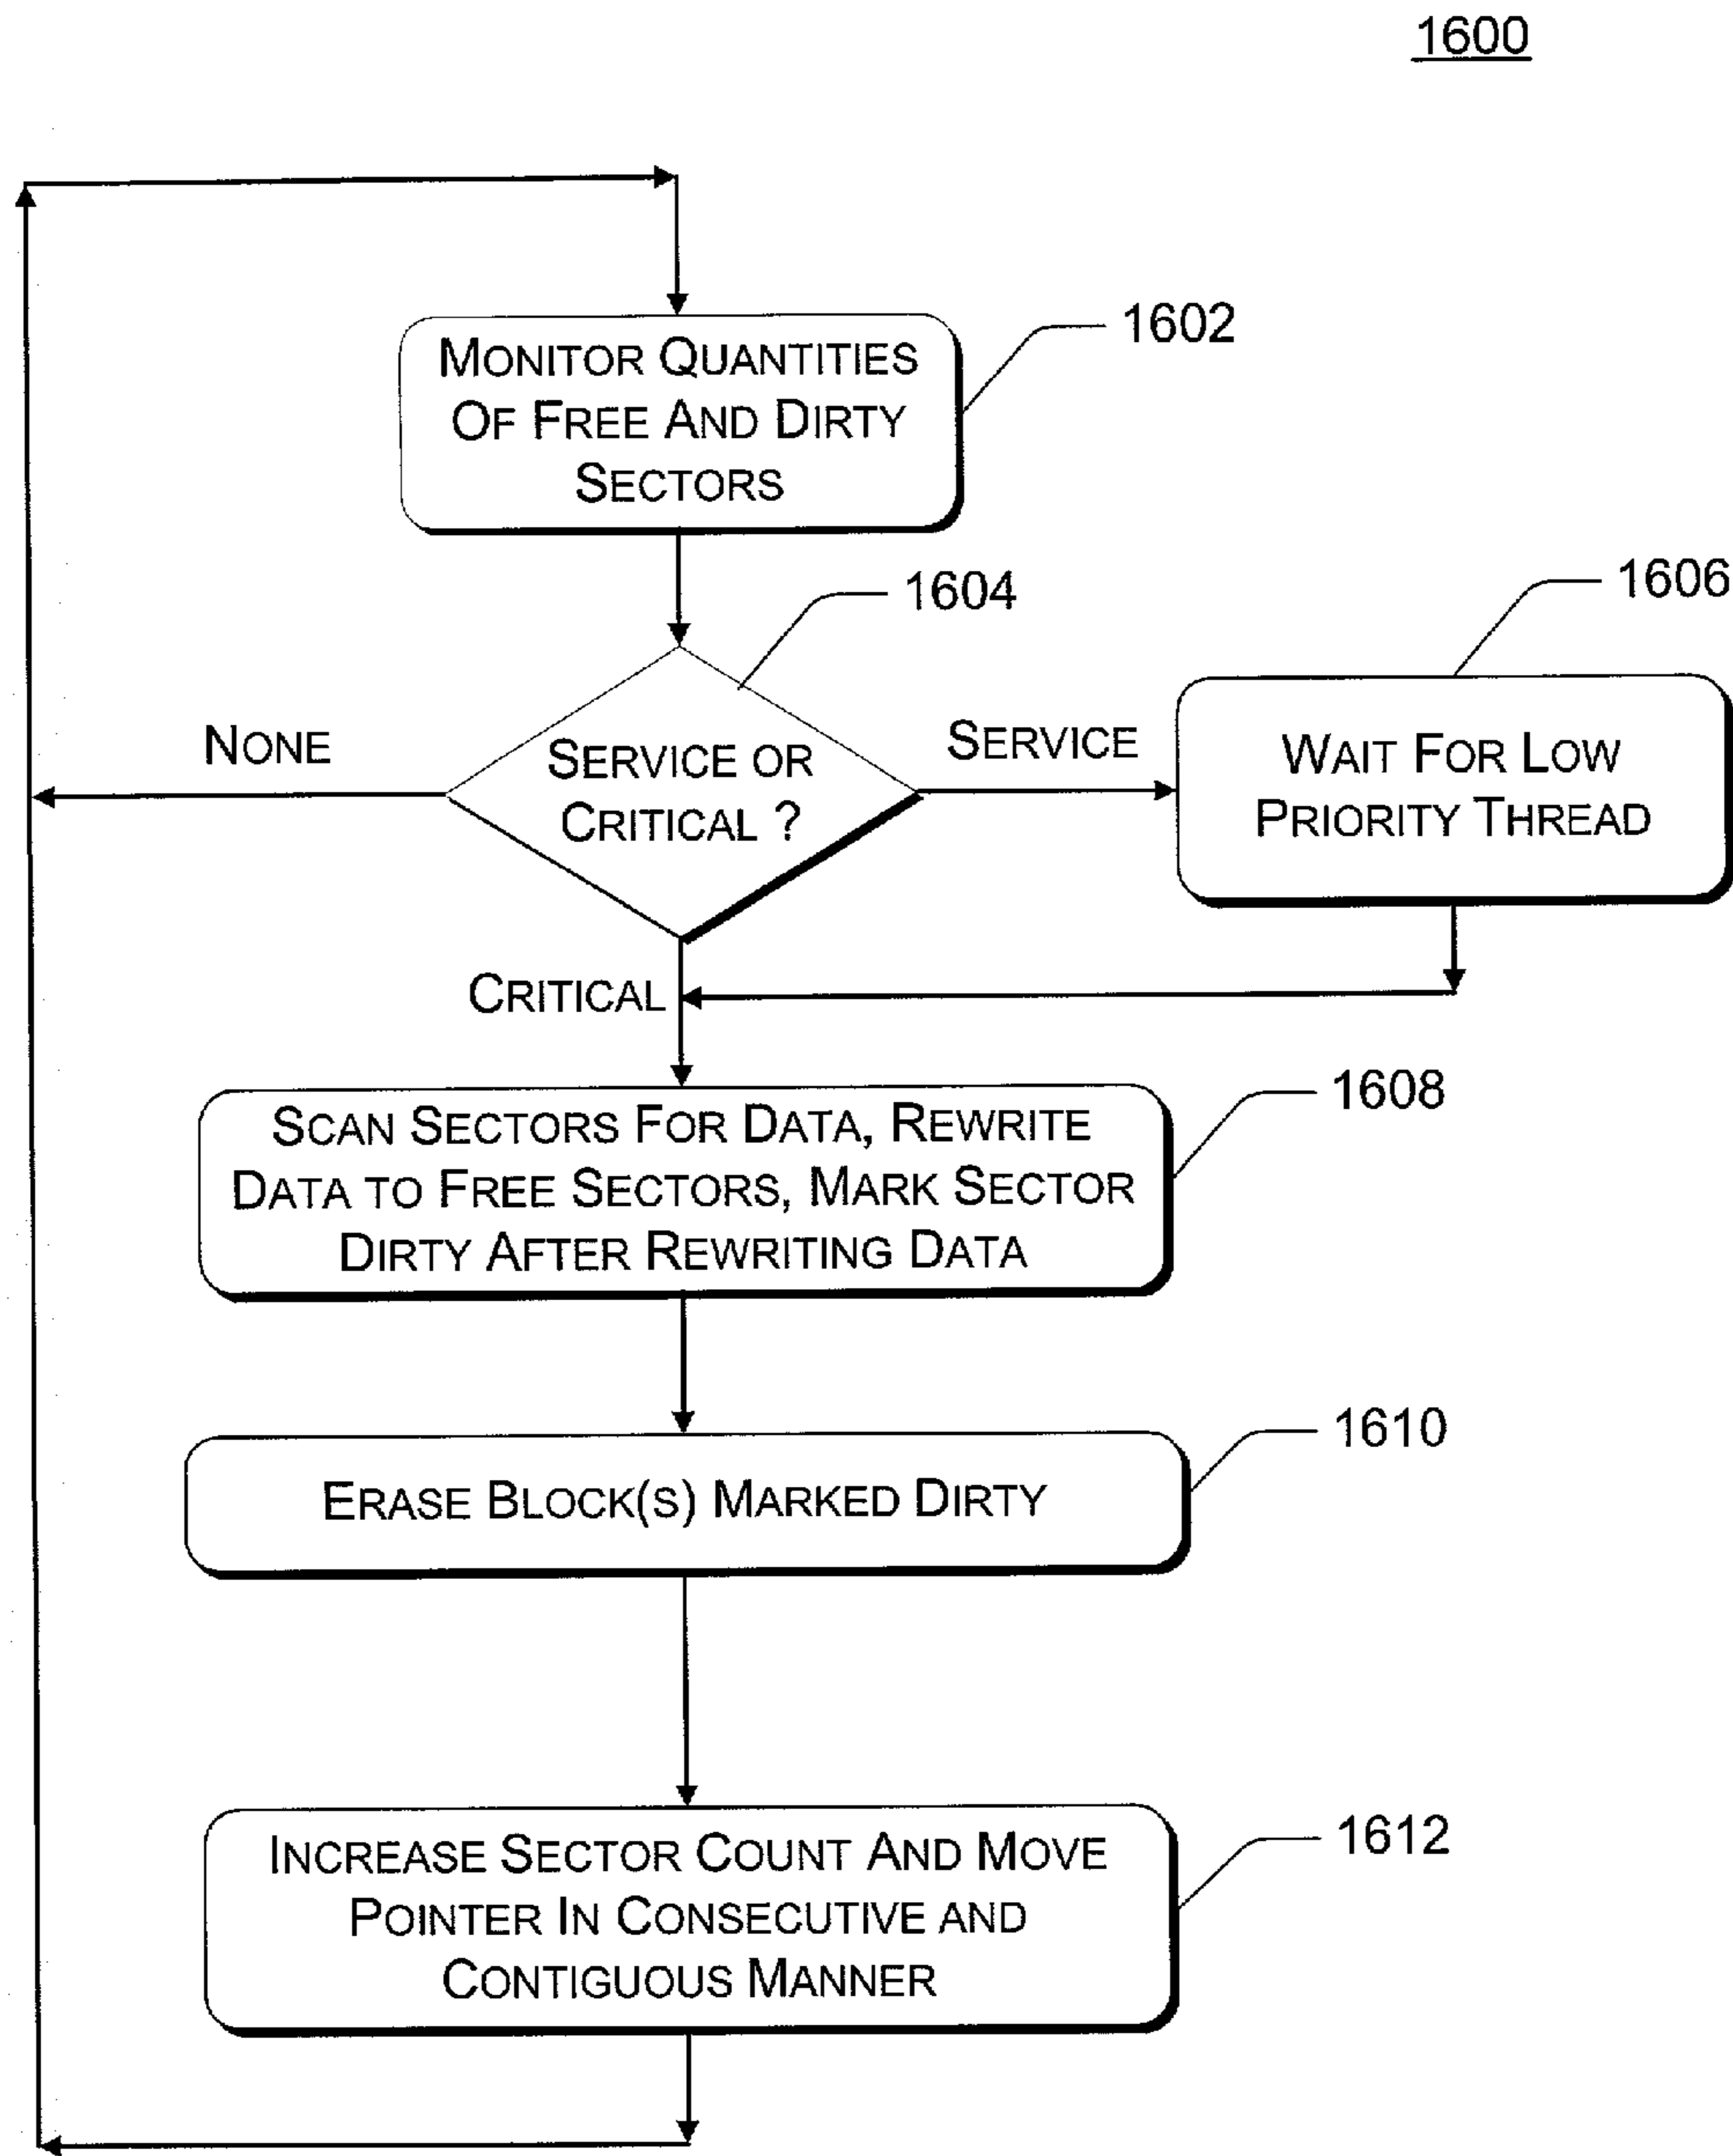 1600
MONITOR QUANTITIES
OF FREE AND DIRTY
SECTORS
1602
1604
1606
NONE
SERVICE OR
CRITICAL ?
SERVICE
WAIT FOR LOW
PRIORITY THREAD
CRITICAL
SCAN SECTORS FOR DATA, REWRITE
DATA TO FREE SECTORS, MARK SECTOR
DIRTY AFTER REWRITING DATA
1608
ERASE BLOCK(S) MARKED DIRTY
1610
INCREASE SECTOR COUNT AND MOVE
POINTER IN CONSECUTIVE AND
CONTIGUOUS MANNER
1612